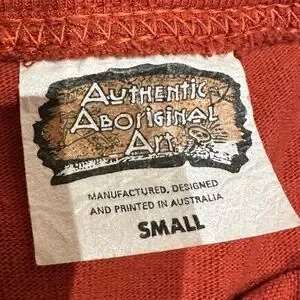 Authentic
Aboriginal
Art
MANUFACTURED, DESIGNED
AND PRINTED IN AUSTRALIA
SMALL